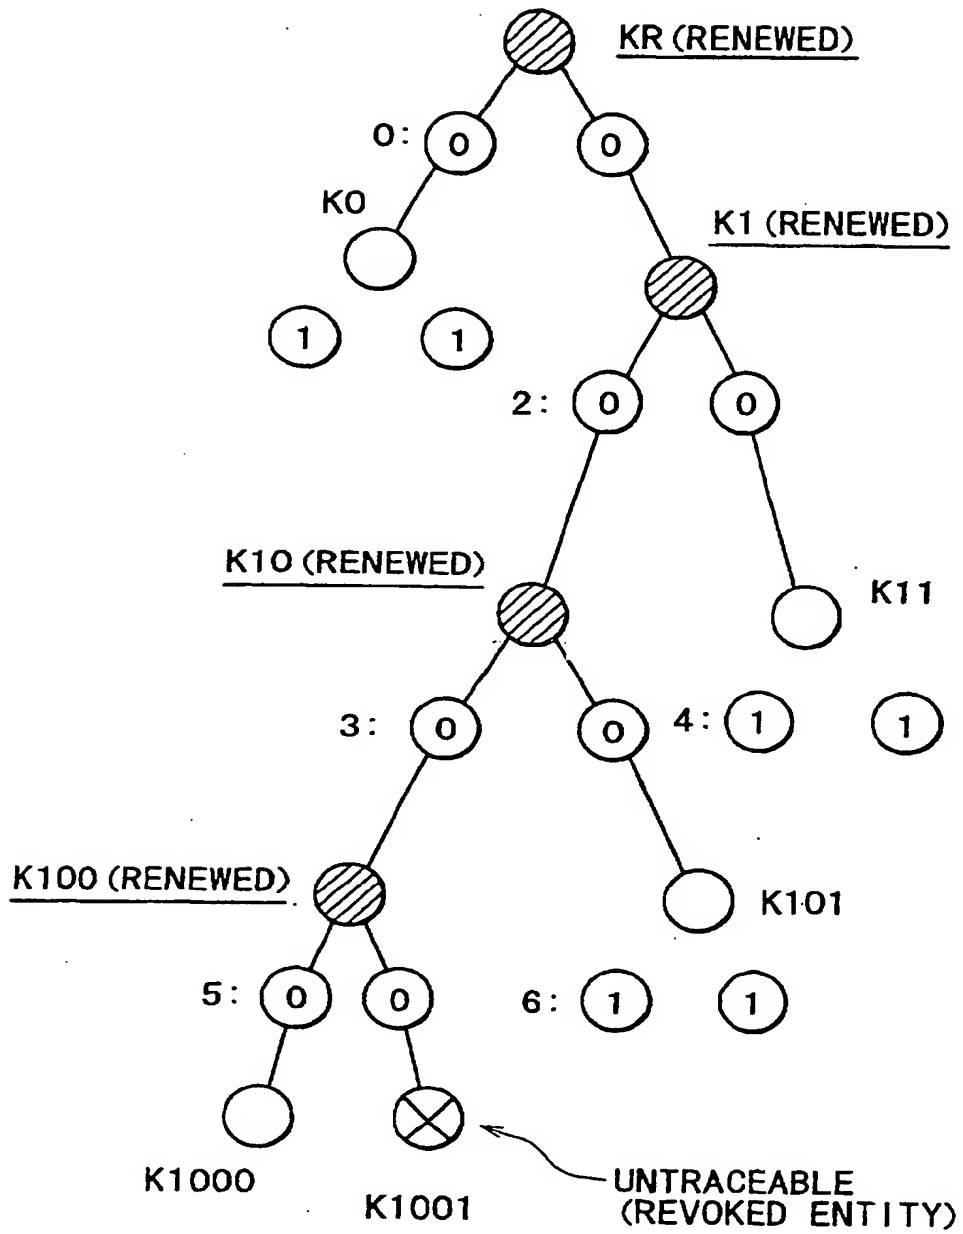 KR (RENEWED)
0: 0 0
K0
K1 (RENEWED)
1 1
2: 0 0
K10 (RENEWED)
K11
3: 0 0 4: 1 1
K100 (RENEWED)
K101
5: 0 0 6: 1 1
K1000
K1001
UNTRACEABLE
(REVOKED ENTITY)